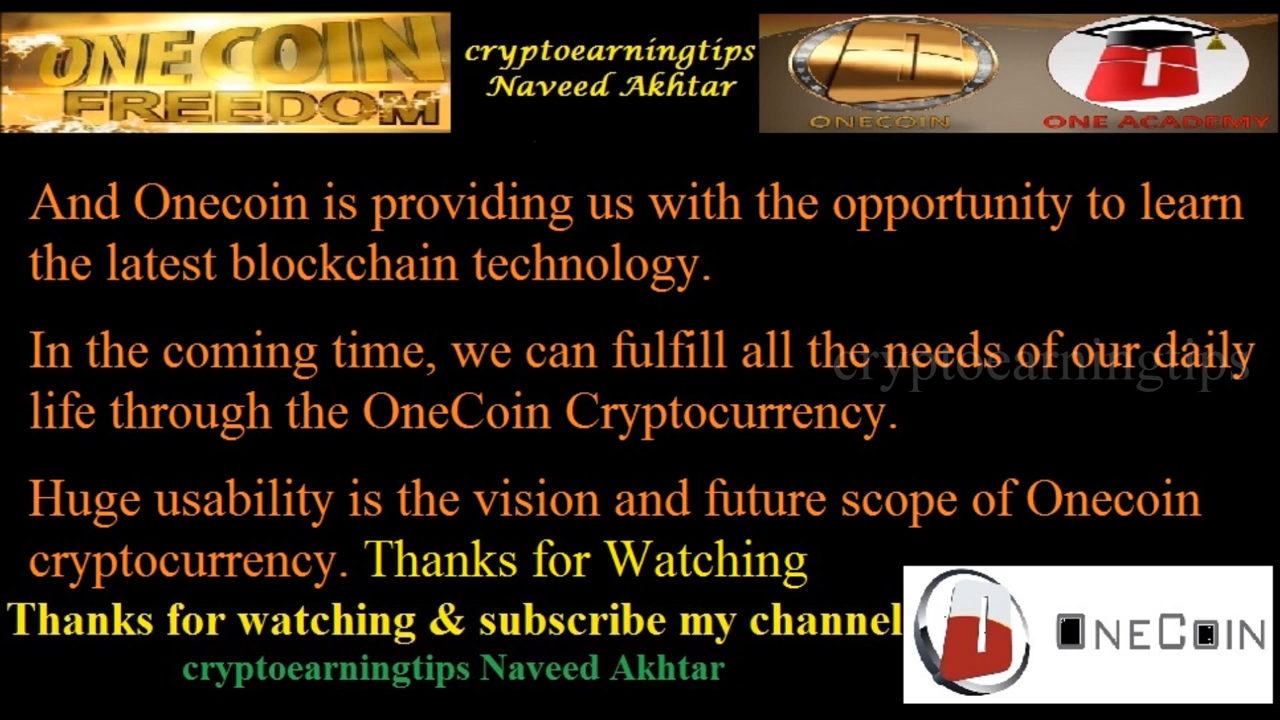 ONE COIN
FREEDOM
cryptoearningtips
Naveed Akhtar
ONECOIN
ONE ACADEMY
And Onecoin is providing us with the opportunity to learn
the latest blockchain technology.
In the coming time, we can fulfill all the needs of our daily
cryptoearningtips
life through the OneCoin Cryptocurrency.
Huge usability is the vision and future scope of Onecoin
cryptocurrency. Thanks for Watching
Thanks for watching & subscribe my channel
cryptoearningtips Naveed Akhtar
ONECOIN